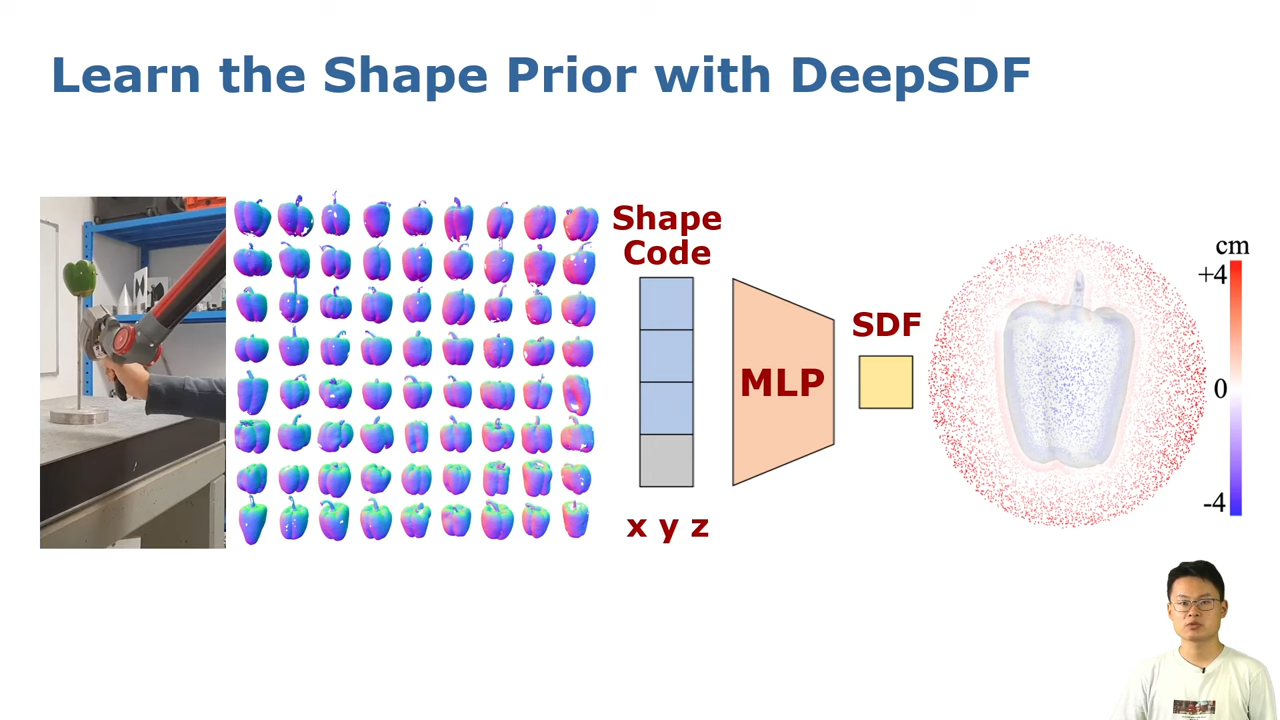 Learn the Shape Prior with DeepSDF
Shape
Code
x y z
MLP
SDF
cm
+4
0
-4